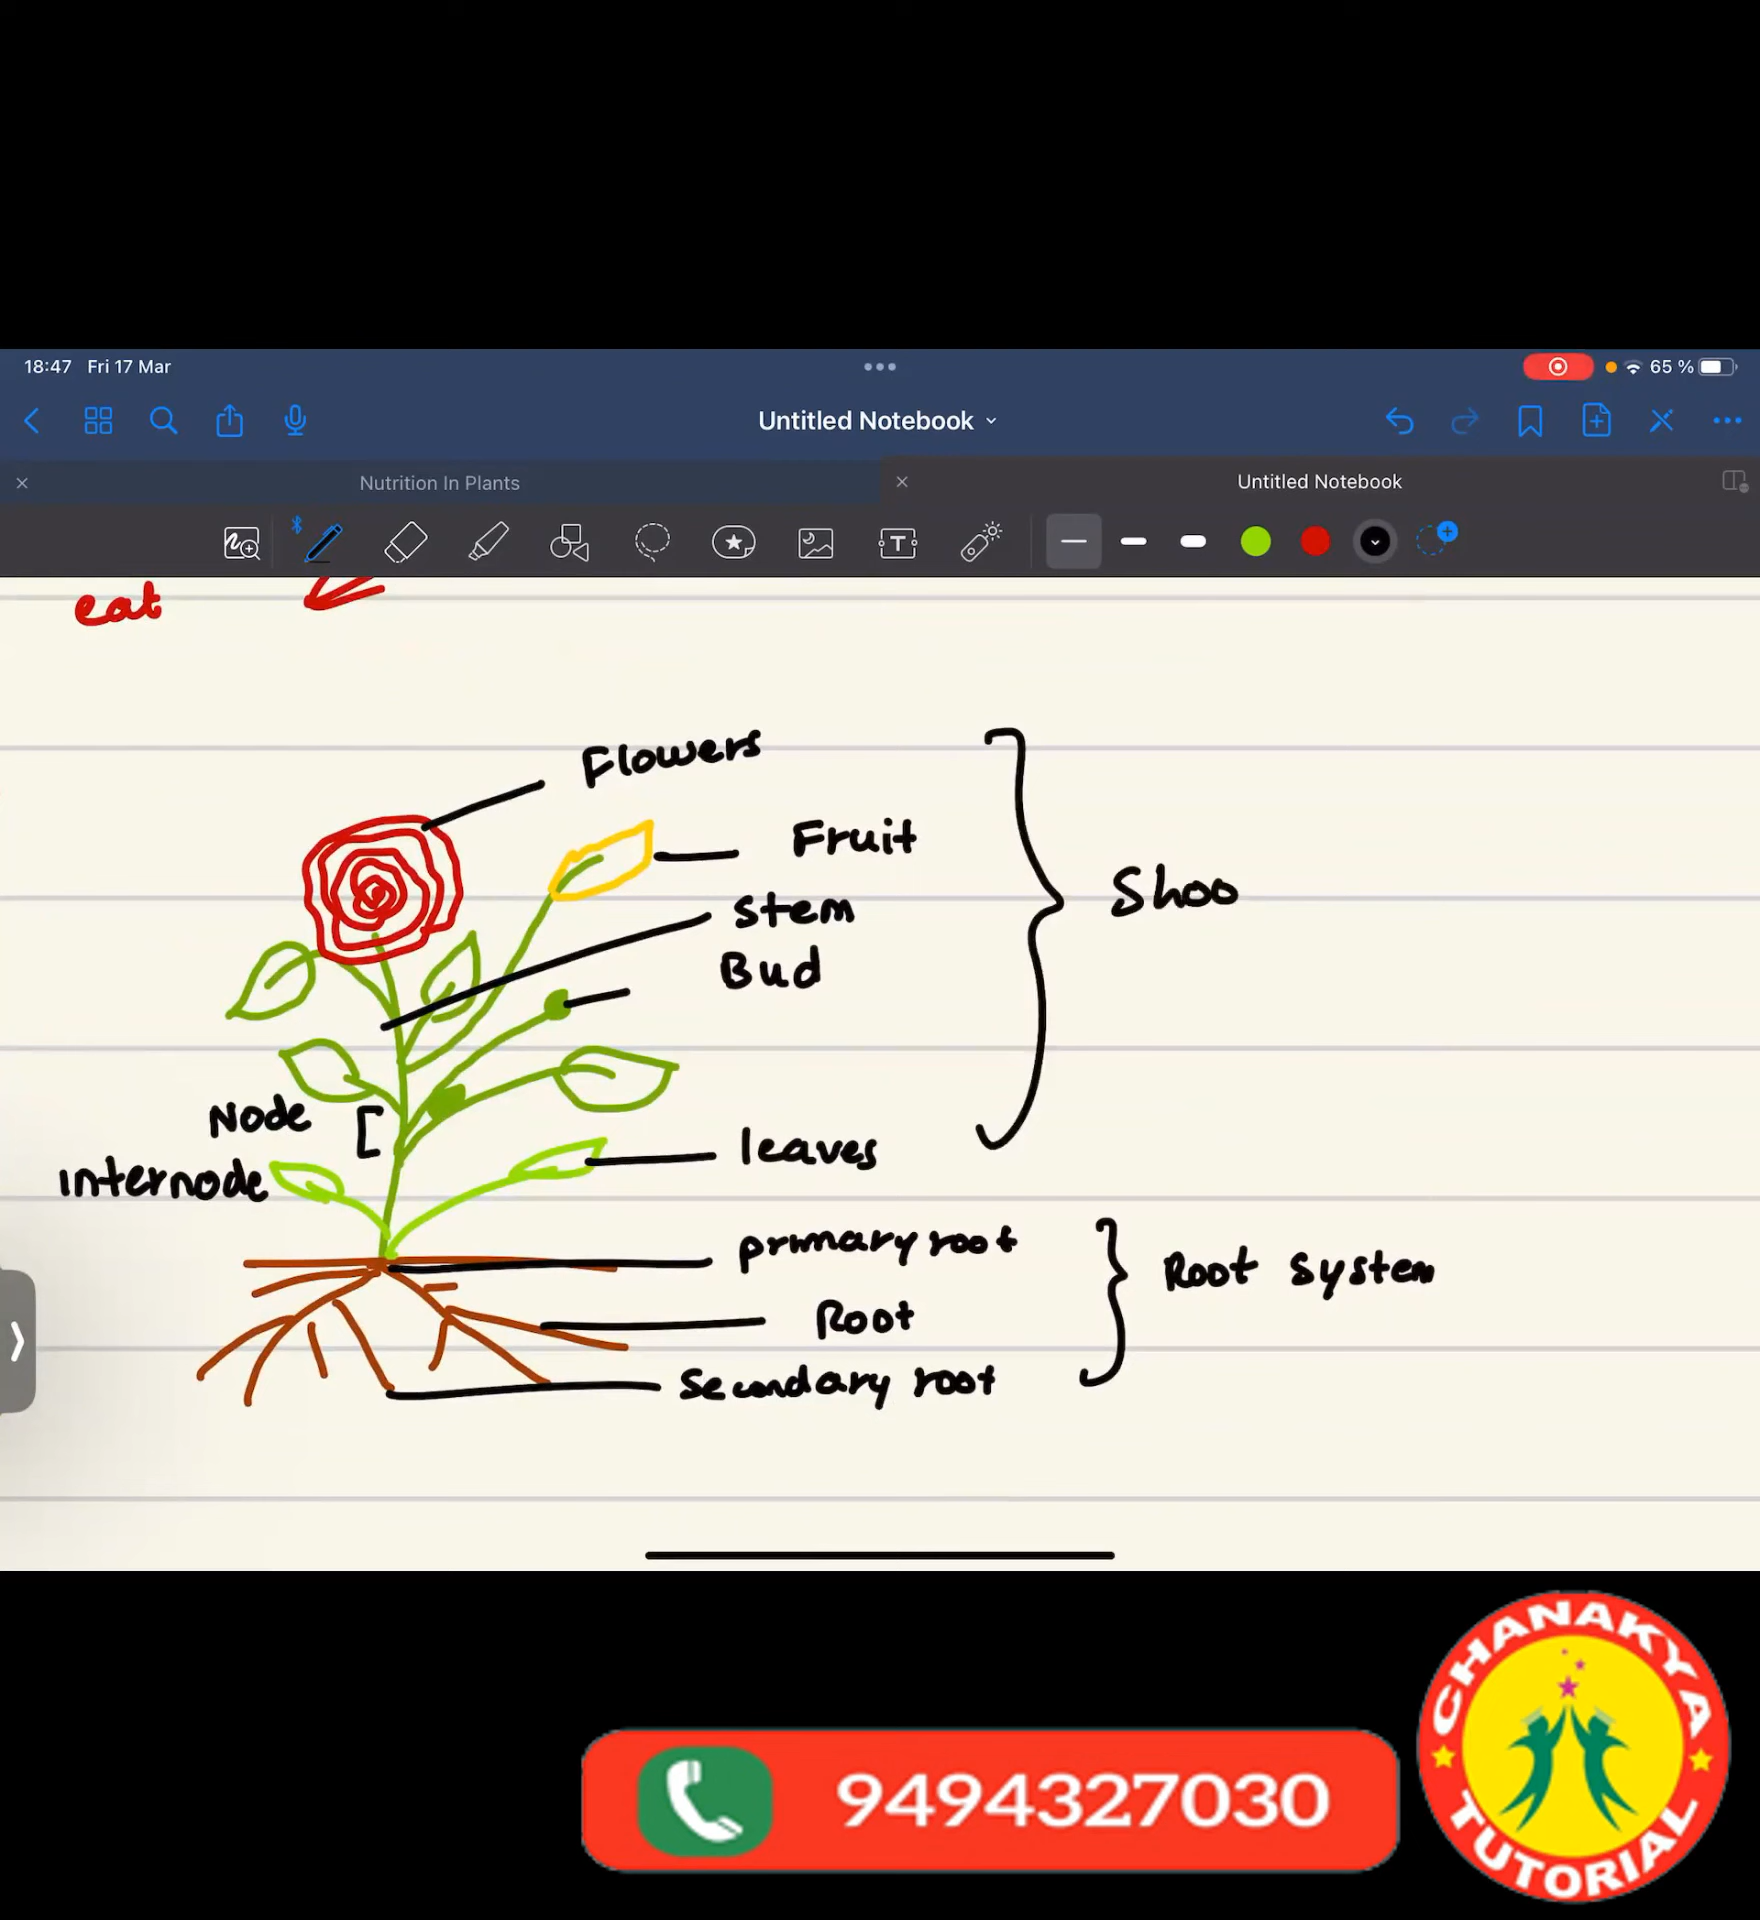 18:47 Fri 17 Mar
65 %
Untitled Notebook
Nutrition In Plants
Untitled Notebook
T
eat
Flowers
Fruit
Stem
Bud
Shoo
Node
Internode
leaves
primary root
Root
Secondary root
Root System
9494327030
CHANAKYA
TUTORIAL